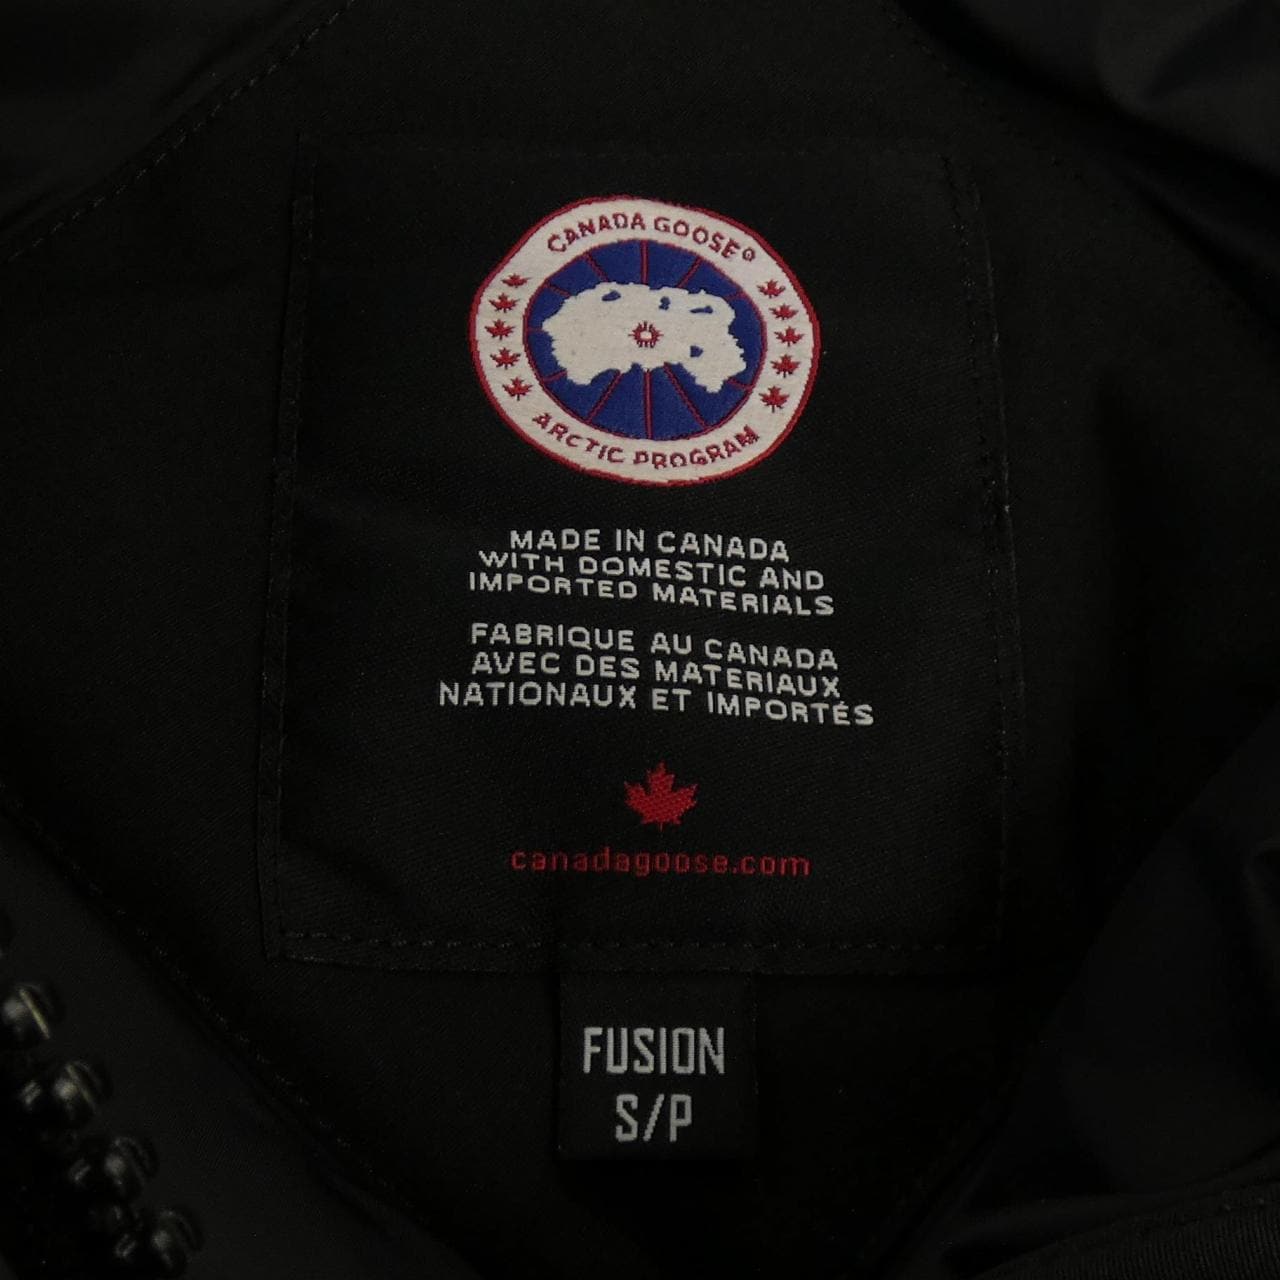 CANADA GOOSE®
ARCTIC PROGRAM
MADE IN CANADA
WITH DOMESTIC AND
IMPORTED MATERIALS
FABRIQUE AU CANADA
AVEC DES MATERIAUX
NATIONAUX ET IMPORTÉS
canadagoose.com
FUSION
S/P